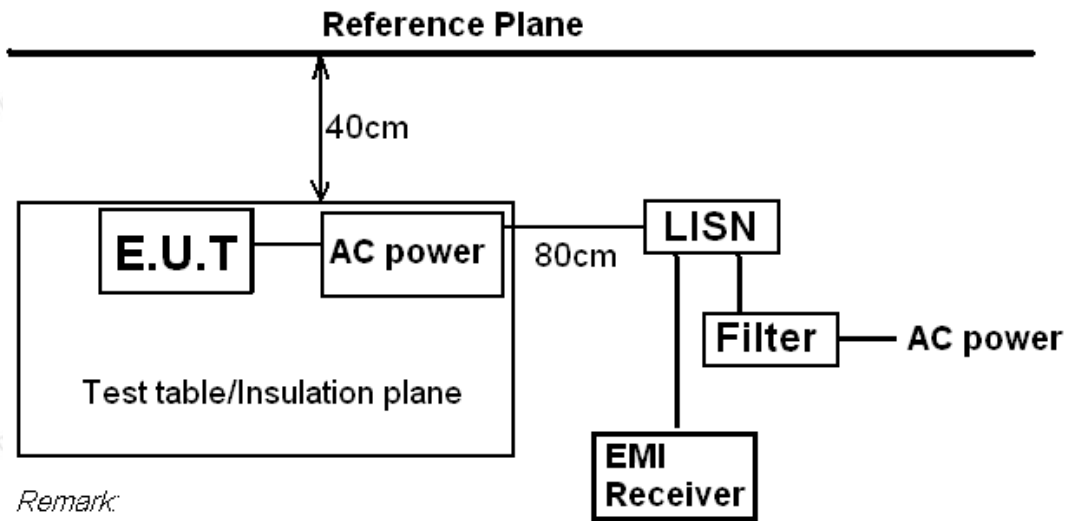 Reference Plane
40cm
E.U.T
AC power
80cm
LISN
Filter
AC power
Test table/Insulation plane
EMI
Receiver
Remark: